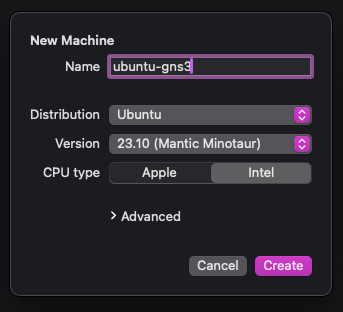 New Machine
Name ubuntu-gns3
Distribution Ubuntu
Version 23.10 (Mantic Minotaur)
CPU type Apple Intel
Advanced
Cancel Create